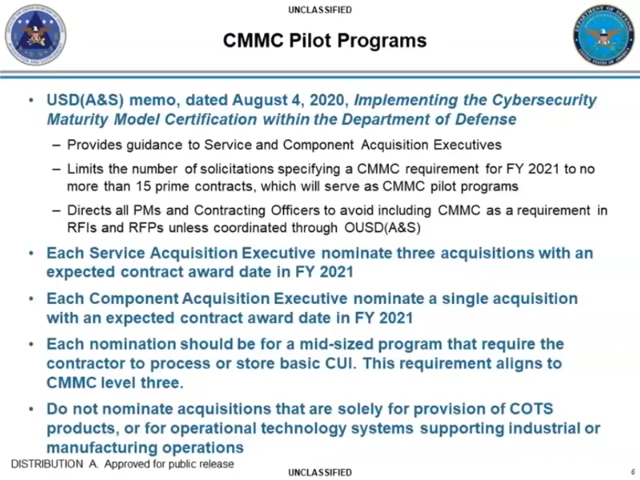 UNCLASSIFIED
CMMC Pilot Programs
• USD(A&S) memo, dated August 4, 2020, Implementing the Cybersecurity
Maturity Model Certification within the Department of Defense
– Provides guidance to Service and Component Acquisition Executives
– Limits the number of solicitations specifying a CMMC requirement for FY 2021 to no
more than 15 prime contracts, which will serve as CMMC pilot programs
– Directs all PMs and Contracting Officers to avoid including CMMC as a requirement in
RFIs and RFPs unless coordinated through OUSD(A&S)
• Each Service Acquisition Executive nominate three acquisitions with an
expected contract award date in FY 2021
• Each Component Acquisition Executive nominate a single acquisition
with an expected contract award date in FY 2021
• Each nomination should be for a mid-sized program that require the
contractor to process or store basic CUI. This requirement aligns to
CMMC level three.
• Do not nominate acquisitions that are solely for provision of COTS
products, or for operational technology systems supporting industrial or
manufacturing operations
DISTRIBUTION A. Approved for public release
UNCLASSIFIED
6